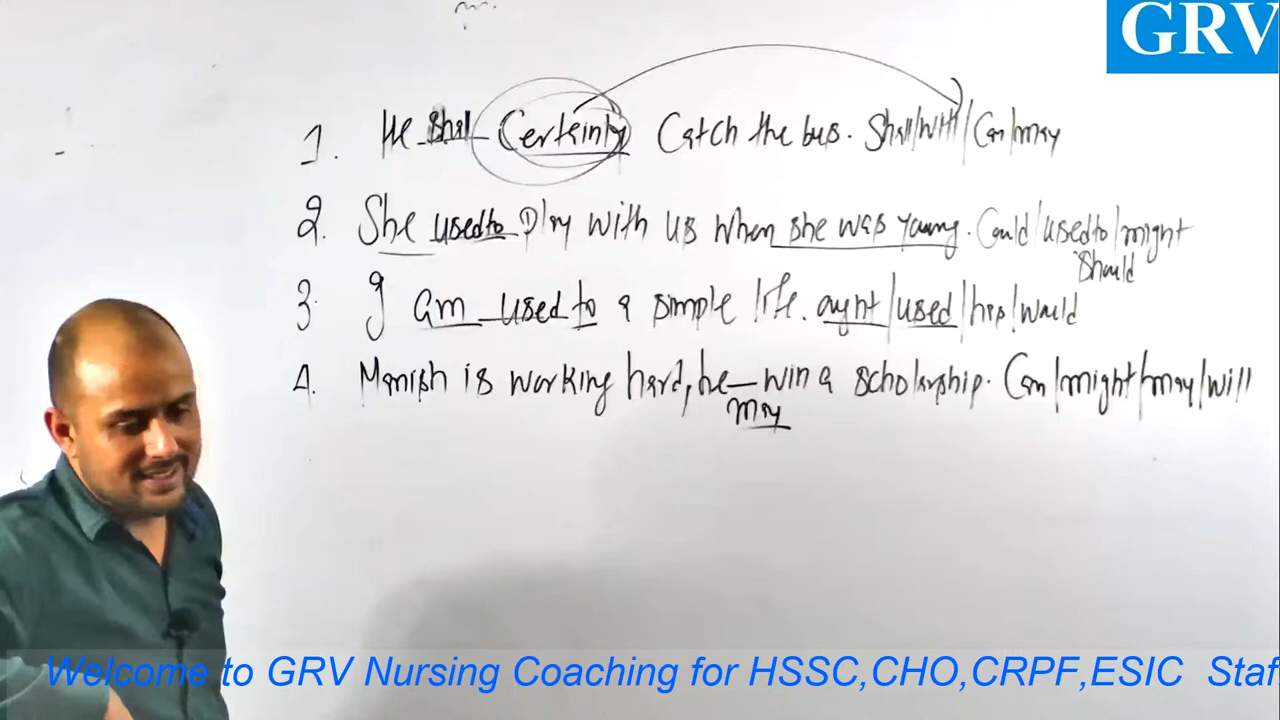 GRV
1. He Shall Certainly Catch the bus. Shall/will/Can/may
2. She used to Play with us when she was young. Could/used to/might
Should
3. I am used to a simple life. ought/used/has/would
4. Manish is working hard, he — win a scholarship. Can/might/may/will
may
Welcome to GRV Nursing Coaching for HSSC,CHO,CRPF,ESIC Staf